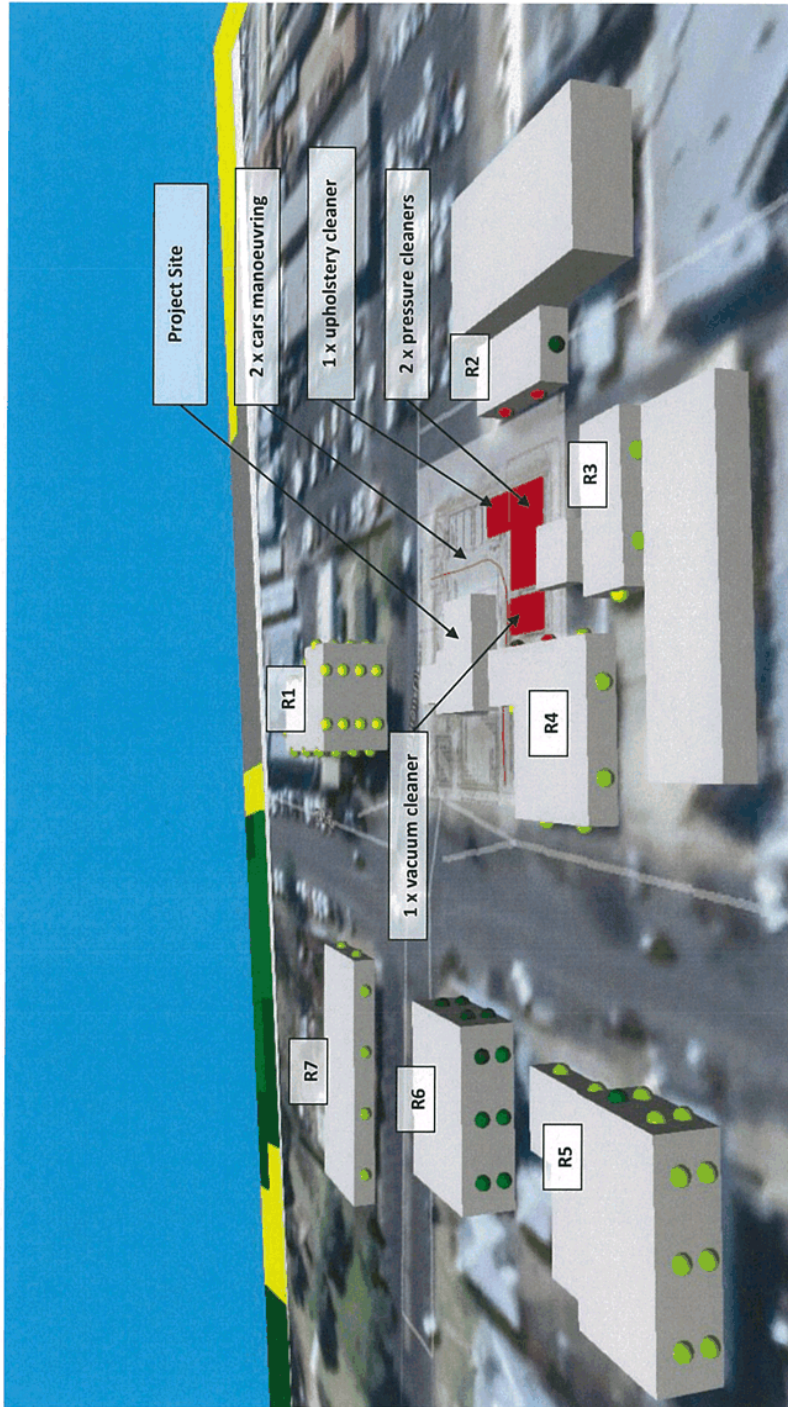 Project Site
2 x cars manoeuvring
1 x upholstery cleaner
2 x pressure cleaners
R2
R3
R1
R4
1 x vacuum cleaner
R7
R6
R5